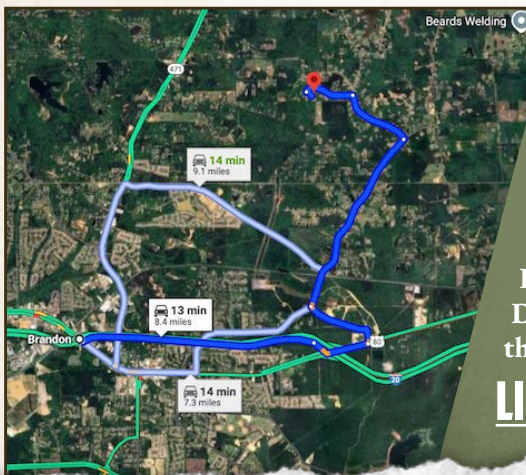 Beards Welding
471
14 min
9.1 miles
13 min
8.4 miles
Brandon
80
20
14 min
7.3 miles